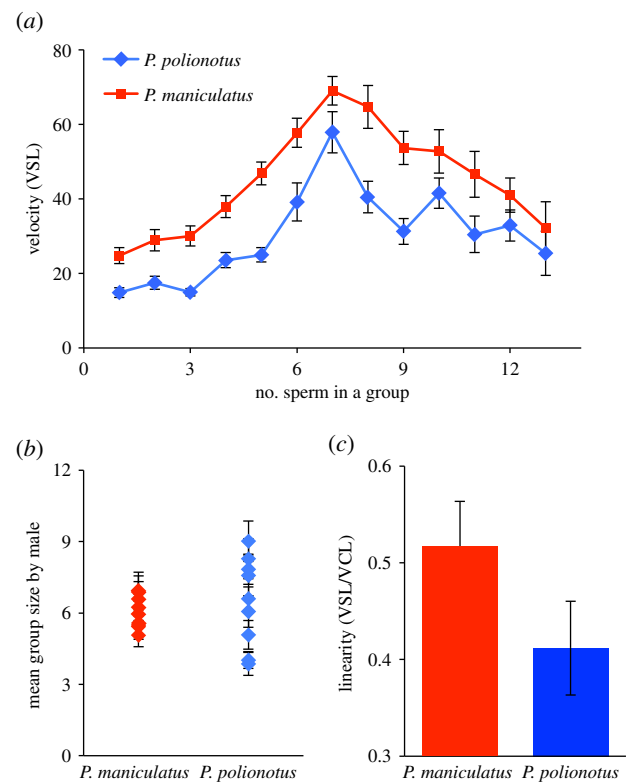 (a)
80
60
40
20
0
velocity (VSL)
P. polionotus
P. maniculatus
0 3 6 9 12
no. sperm in a group
(b)
12
9
6
3
0
mean group size by male
P. maniculatus P. polionotus
(c)
0.6
0.5
0.4
0.3
linearity (VSL/VCL)
P. maniculatus P. polionotus